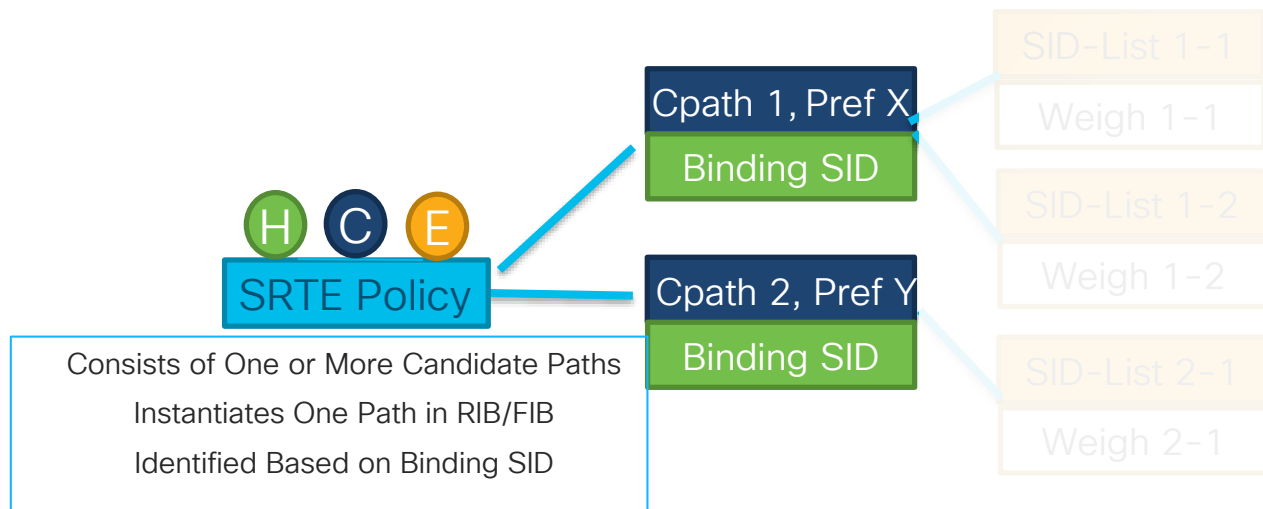 SID-List 1-1
Cpath 1, Pref X
Weigh 1-1
Binding SID
SID-List 1-2
H C E
Weigh 1-2
SRTE Policy
Cpath 2, Pref Y
Binding SID
Consists of One or More Candidate Paths
SID-List 2-1
Instantiates One Path in RIB/FIB
Weigh 2-1
Identified Based on Binding SID